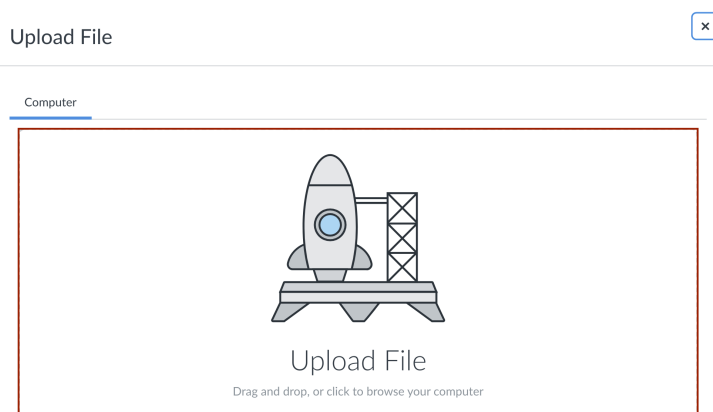 Upload File
×
Computer
Upload File
Drag and drop, or click to browse your computer